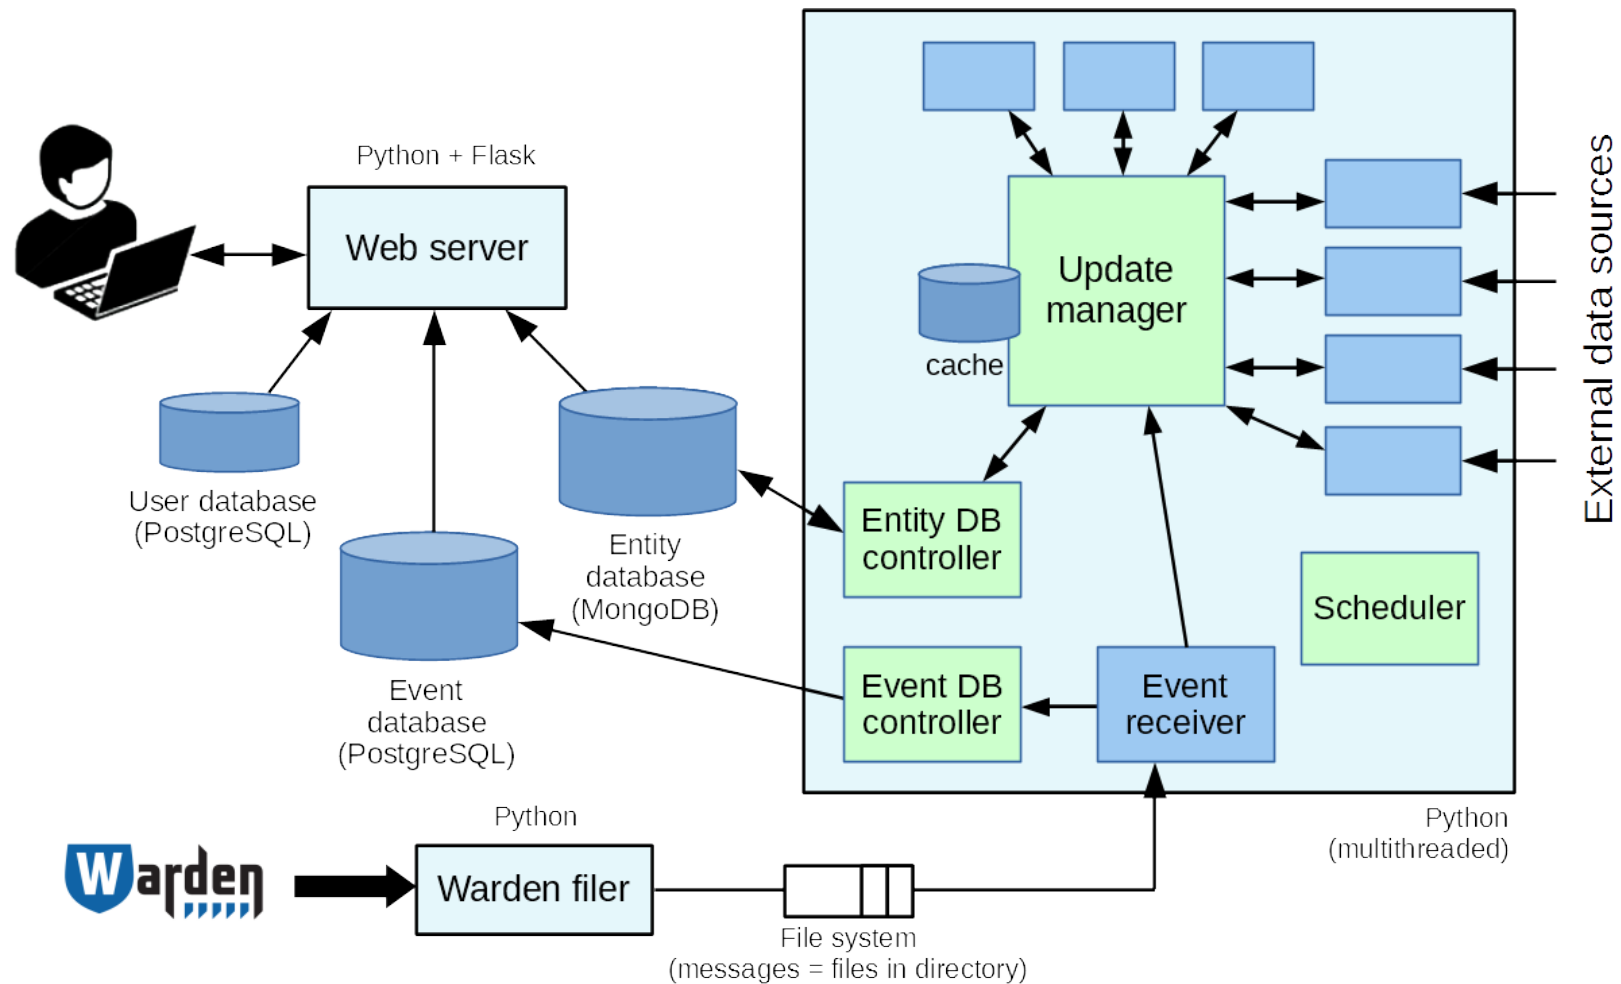 Python + Flask
Web server
User database
(PostgreSQL)
Event
database
(PostgreSQL)
Entity
database
(MongoDB)
Update
manager
cache
Entity DB
controller
Event DB
controller
Event
receiver
Scheduler
External data sources
Python
(multithreaded)
Warden
Python
Warden filer
File system
(messages = files in directory)